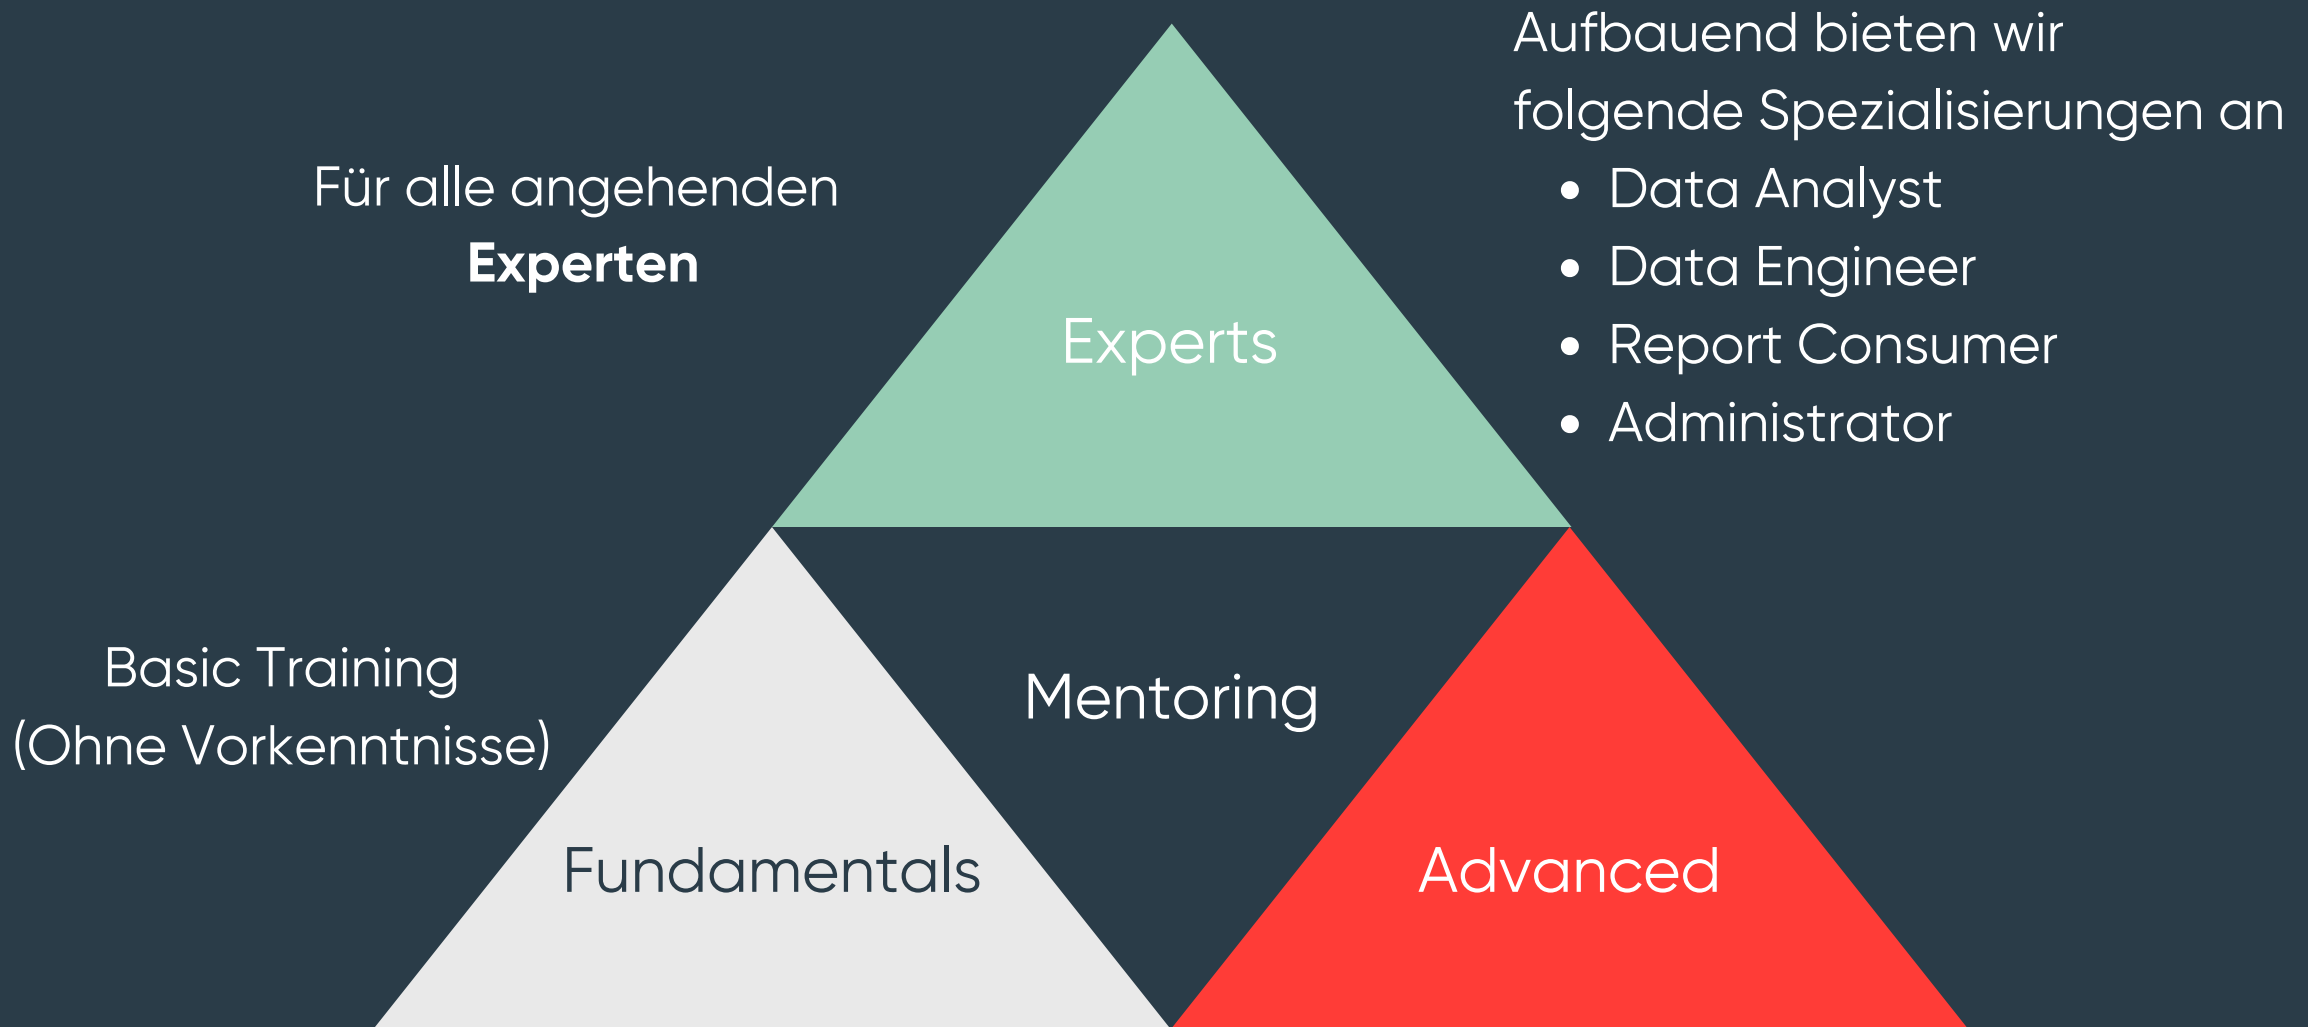 Aufbauend bieten wir
folgende Spezialisierungen an
• Data Analyst
• Data Engineer
• Report Consumer
• Administrator
Für alle angehenden
Experten
Experts
Basic Training
(Ohne Vorkenntnisse)
Mentoring
Fundamentals
Advanced